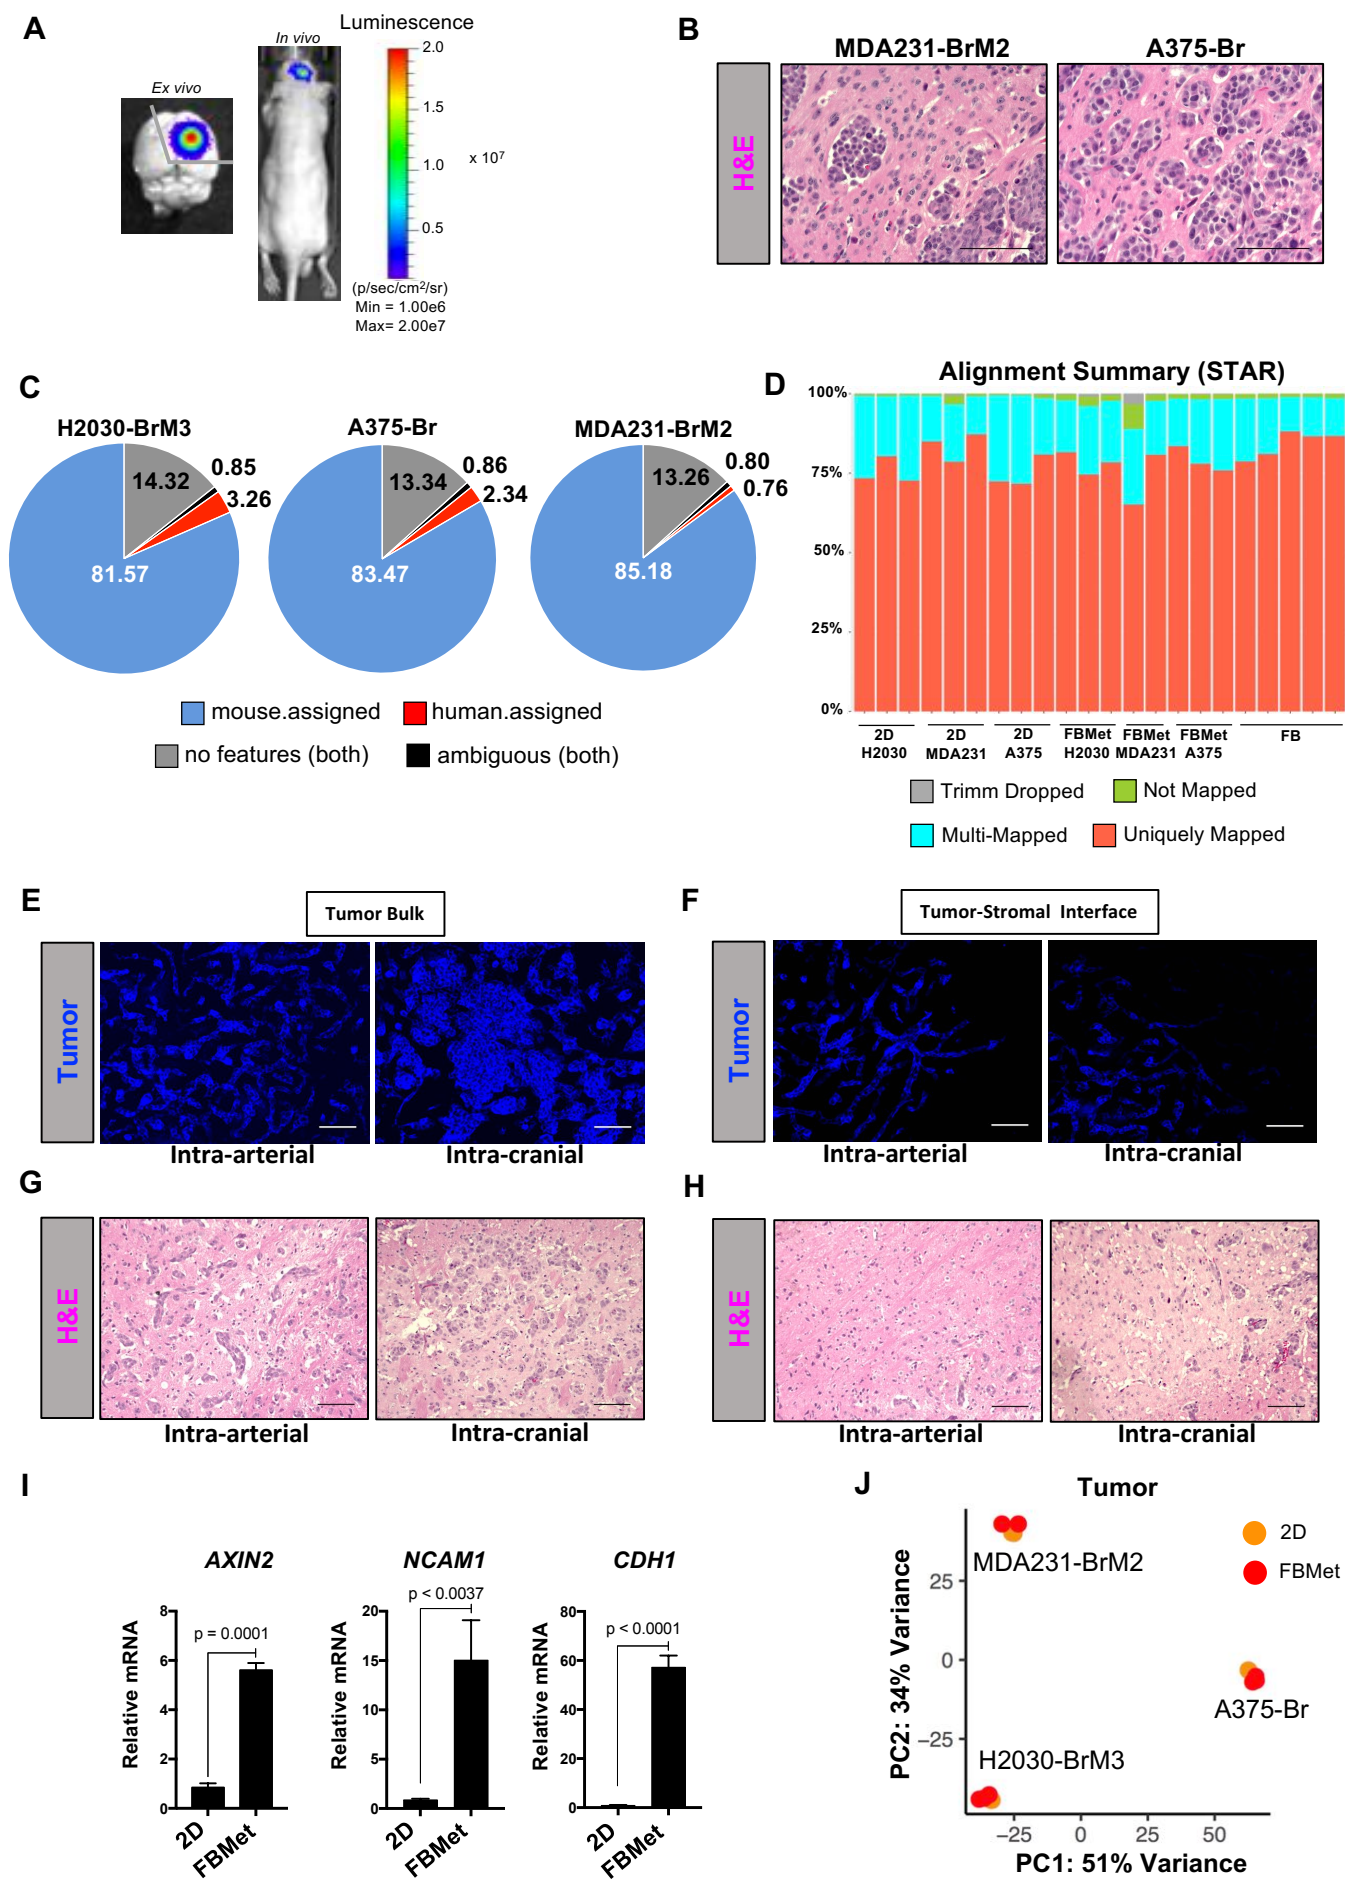 A
Luminescence
In vivo
Ex vivo
2.0
1.5
1.0
x 10⁷
0.5
(p/sec/cm²/sr)
Min = 1.00e6
Max= 2.00e7
B
MDA231-BrM2
A375-Br
H&E
C
H2030-BrM3
A375-Br
MDA231-BrM2
14.32
0.85
3.26
81.57
13.34
0.86
2.34
83.47
13.26
0.80
0.76
85.18
mouse.assigned
human.assigned
no features (both)
ambiguous (both)
D
Alignment Summary (STAR)
100%
75%
50%
25%
0%
2D H2030
2D MDA231
2D A375
FBMet H2030
FBMet MDA231
FBMet A375
FB
Trimm Dropped
Not Mapped
Multi-Mapped
Uniquely Mapped
E
Tumor Bulk
Tumor
Intra-arterial
Intra-cranial
F
Tumor-Stromal Interface
Tumor
Intra-arterial
Intra-cranial
G
H&E
Intra-arterial
Intra-cranial
H
H&E
Intra-arterial
Intra-cranial
I
AXIN2
p = 0.0001
Relative mRNA
8
6
4
2
0
2D
FBMet
NCAM1
p < 0.0037
Relative mRNA
20
15
10
5
0
2D
FBMet
CDH1
p < 0.0001
Relative mRNA
80
60
40
20
0
2D
FBMet
J
Tumor
2D
FBMet
MDA231-BrM2
A375-Br
H2030-BrM3
PC2: 34% Variance
25
0
−25
−25
0
25
50
PC1: 51% Variance